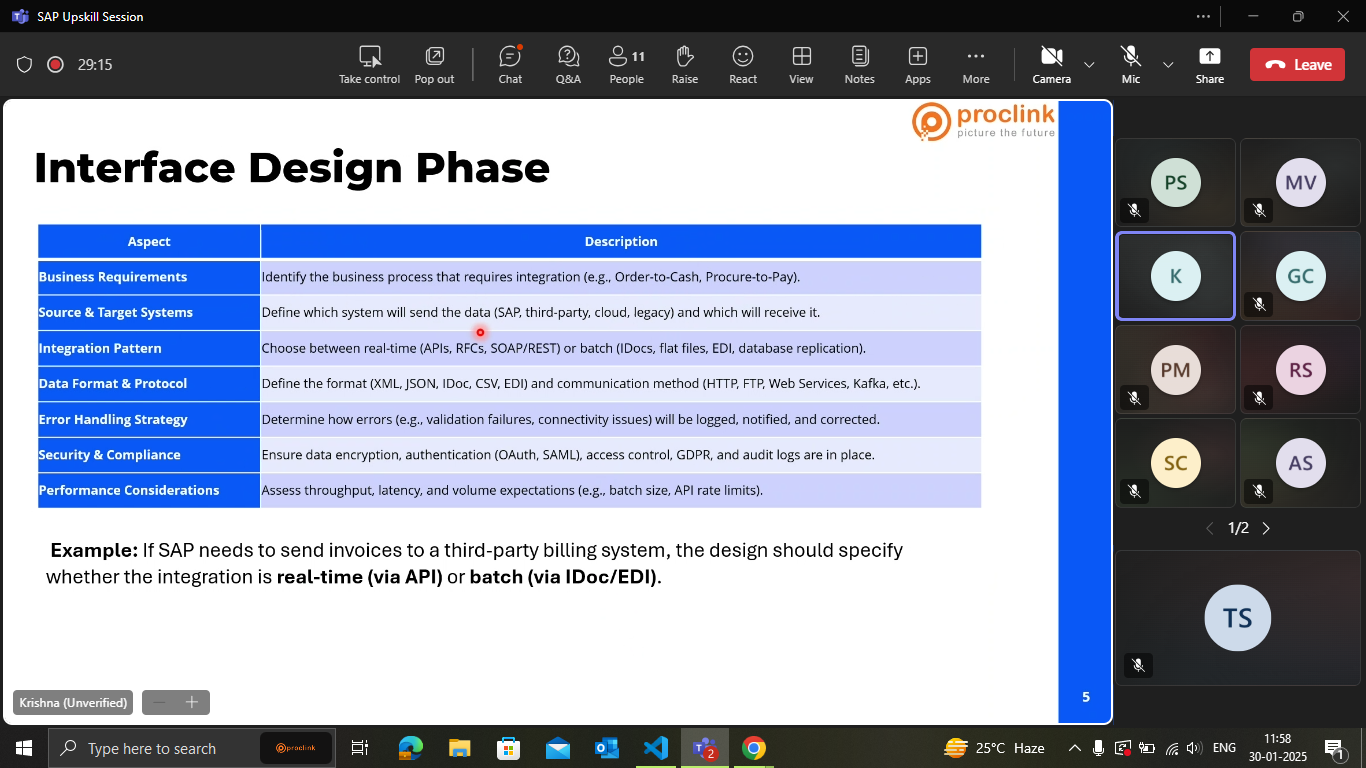 SAP Upskill Session
29:15
Take control
Pop out
Chat
Q&A
11
People
Raise
React
View
Notes
Apps
More
Camera
Mic
Share
Leave
proclink
picture the future
Interface Design Phase
Aspect Description
Business Requirements Identify the business process that requires integration (e.g., Order-to-Cash, Procure-to-Pay).
Source & Target Systems Define which system will send the data (SAP, third-party, cloud, legacy) and which will receive it.
Integration Pattern Choose between real-time (APIs, RFCs, SOAP/REST) or batch (IDocs, flat files, EDI, database replication).
Data Format & Protocol Define the format (XML, JSON, IDoc, CSV, EDI) and communication method (HTTP, FTP, Web Services, Kafka, etc.).
Error Handling Strategy Determine how errors (e.g., validation failures, connectivity issues) will be logged, notified, and corrected.
Security & Compliance Ensure data encryption, authentication (OAuth, SAML), access control, GDPR, and audit logs are in place.
Performance Considerations Assess throughput, latency, and volume expectations (e.g., batch size, API rate limits).
Example: If SAP needs to send invoices to a third-party billing system, the design should specify
whether the integration is real-time (via API) or batch (via IDoc/EDI).
5
Krishna (Unverified)
PS
MV
K
GC
PM
RS
SC
AS
1/2
TS
Type here to search
proclink
2
25°C Haze
ENG
11:58
30-01-2025
1